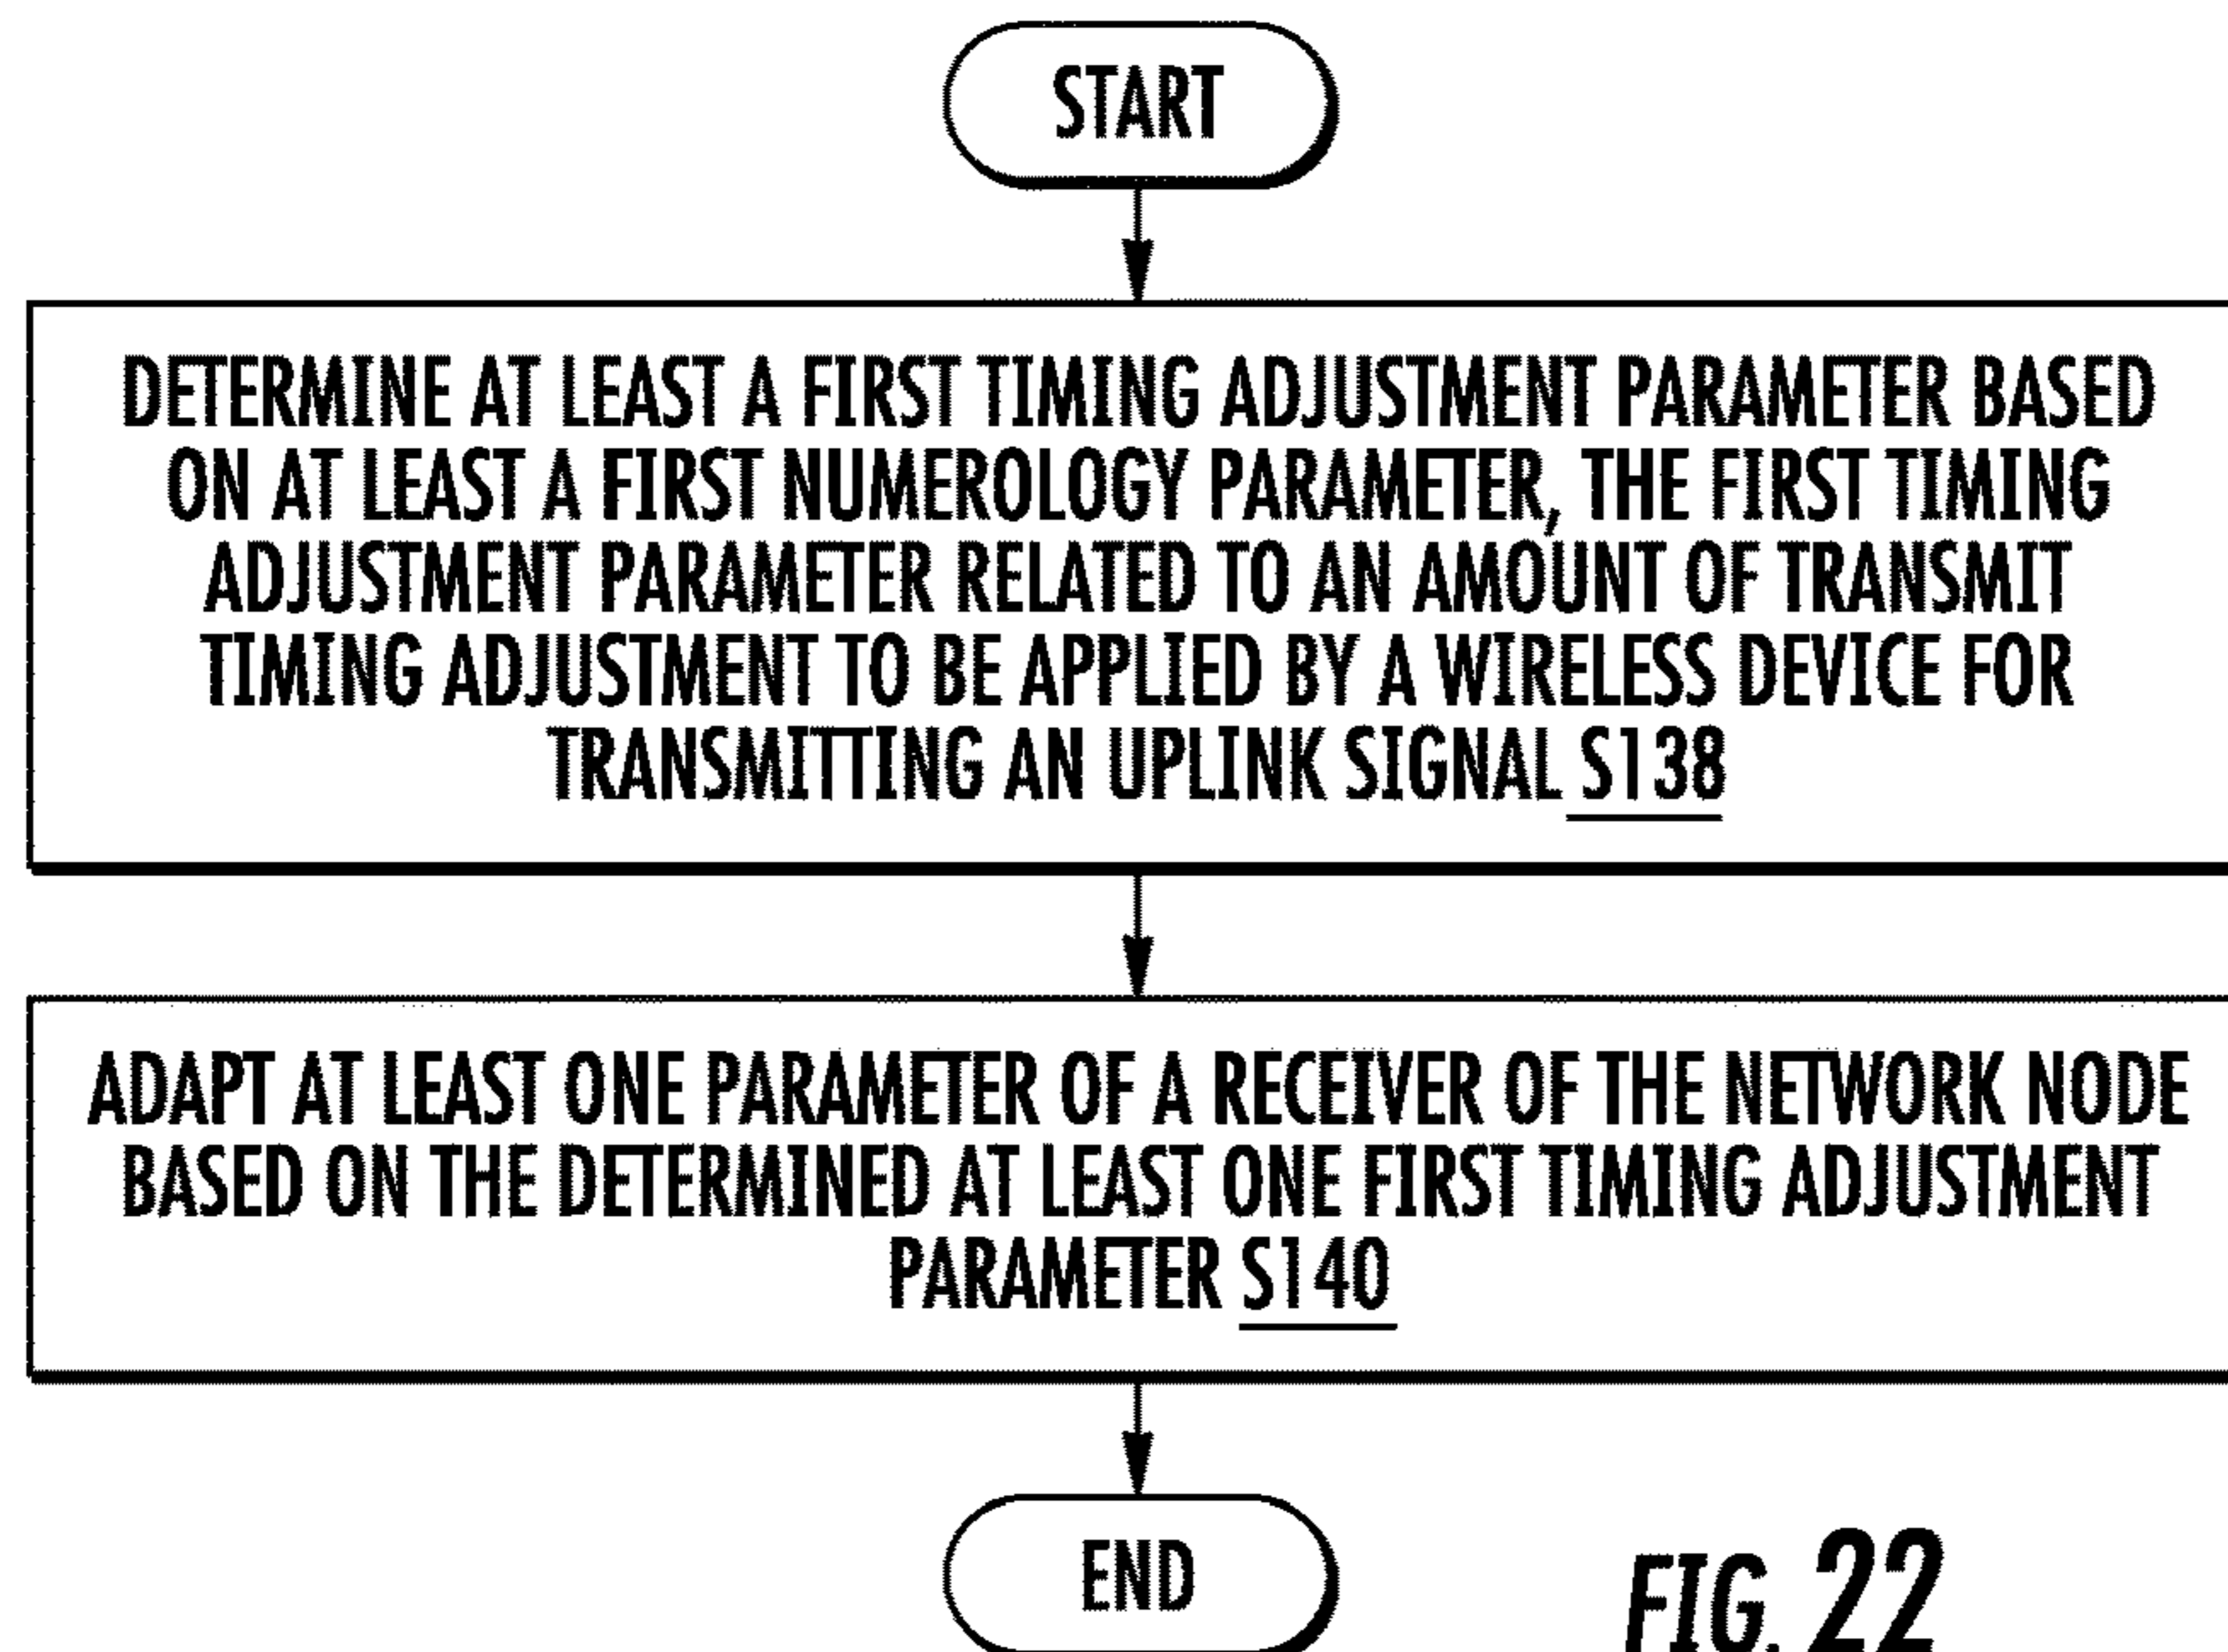 START
DETERMINE AT LEAST A FIRST TIMING ADJUSTMENT PARAMETER BASED
ON AT LEAST A FIRST NUMEROLOGY PARAMETER, THE FIRST TIMING
ADJUSTMENT PARAMETER RELATED TO AN AMOUNT OF TRANSMIT
TIMING ADJUSTMENT TO BE APPLIED BY A WIRELESS DEVICE FOR
TRANSMITTING AN UPLINK SIGNAL S138
ADAPT AT LEAST ONE PARAMETER OF A RECEIVER OF THE NETWORK NODE
BASED ON THE DETERMINED AT LEAST ONE FIRST TIMING ADJUSTMENT
PARAMETER S140
END
FIG. 22